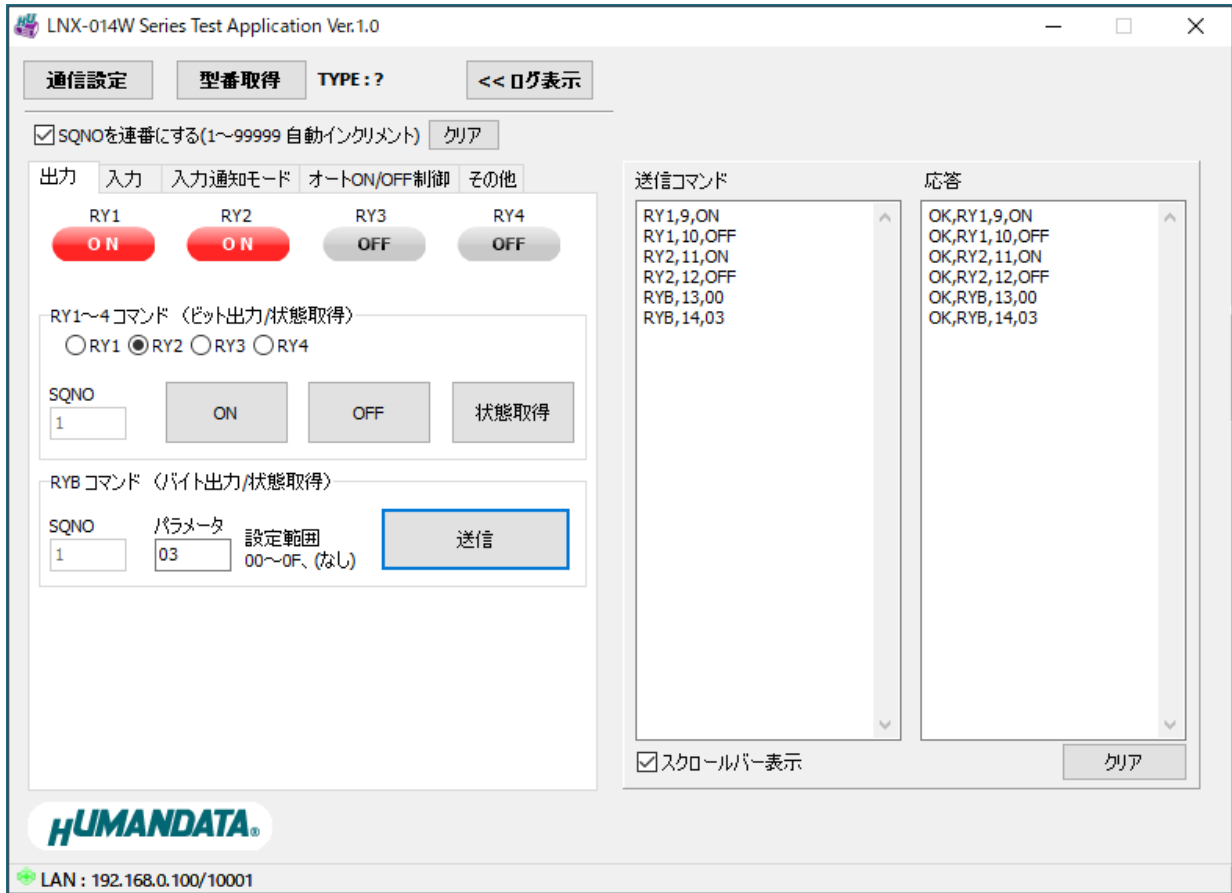 LNX-014W Series Test Application Ver.1.0
通信設定 型番取得 TYPE : ? << ログ表示
SQNOを連番にする(1～99999 自動インクリメント) クリア
出力 入力 入力通知モード オートON/OFF制御 その他
RY1 RY2 RY3 RY4
ON ON OFF OFF
RY1～4コマンド（ビット出力/状態取得）
RY1 RY2 RY3 RY4
SQNO
1 ON OFF 状態取得
RYBコマンド（バイト出力/状態取得）
SQNO パラメータ 設定範囲 送信
1 03 00～0F、(なし)
送信コマンド 応答
RY1,9,ON OK,RY1,9,ON
RY1,10,OFF OK,RY1,10,OFF
RY2,11,ON OK,RY2,11,ON
RY2,12,OFF OK,RY2,12,OFF
RYB,13,00 OK,RYB,13,00
RYB,14,03 OK,RYB,14,03
スクロールバー表示 クリア
HUMANDATA®
LAN : 192.168.0.100/10001